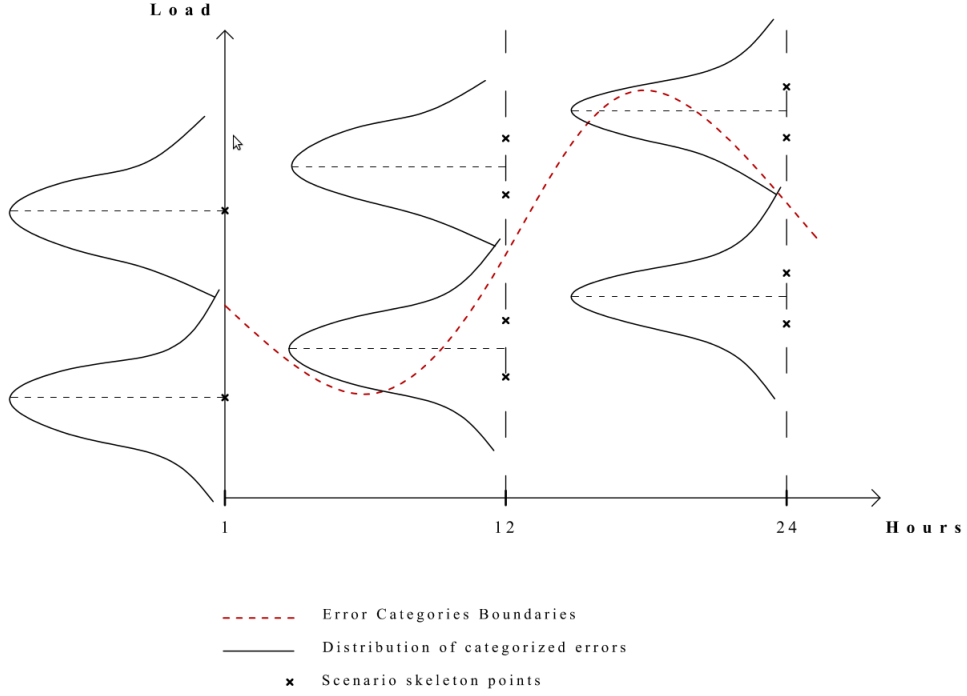 Load
1
12
24
Hours
Error Categories Boundaries
Distribution of categorized errors
Scenario skeleton points